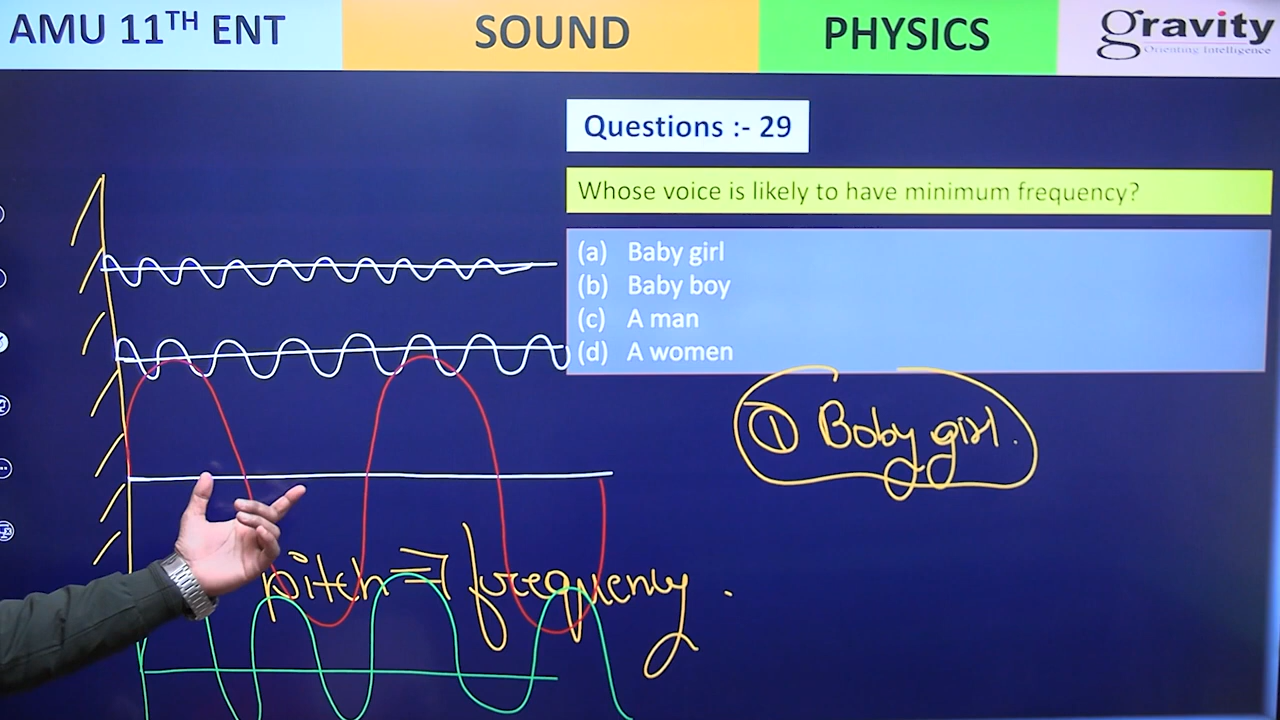 AMU 11TH ENT
SOUND
PHYSICS
gravity
Orienting Intelligence
Questions :- 29
Whose voice is likely to have minimum frequency?
(a) Baby girl
(b) Baby boy
(c) A man
(d) A women
① Baby girl.
pitch ⇒ frequency.